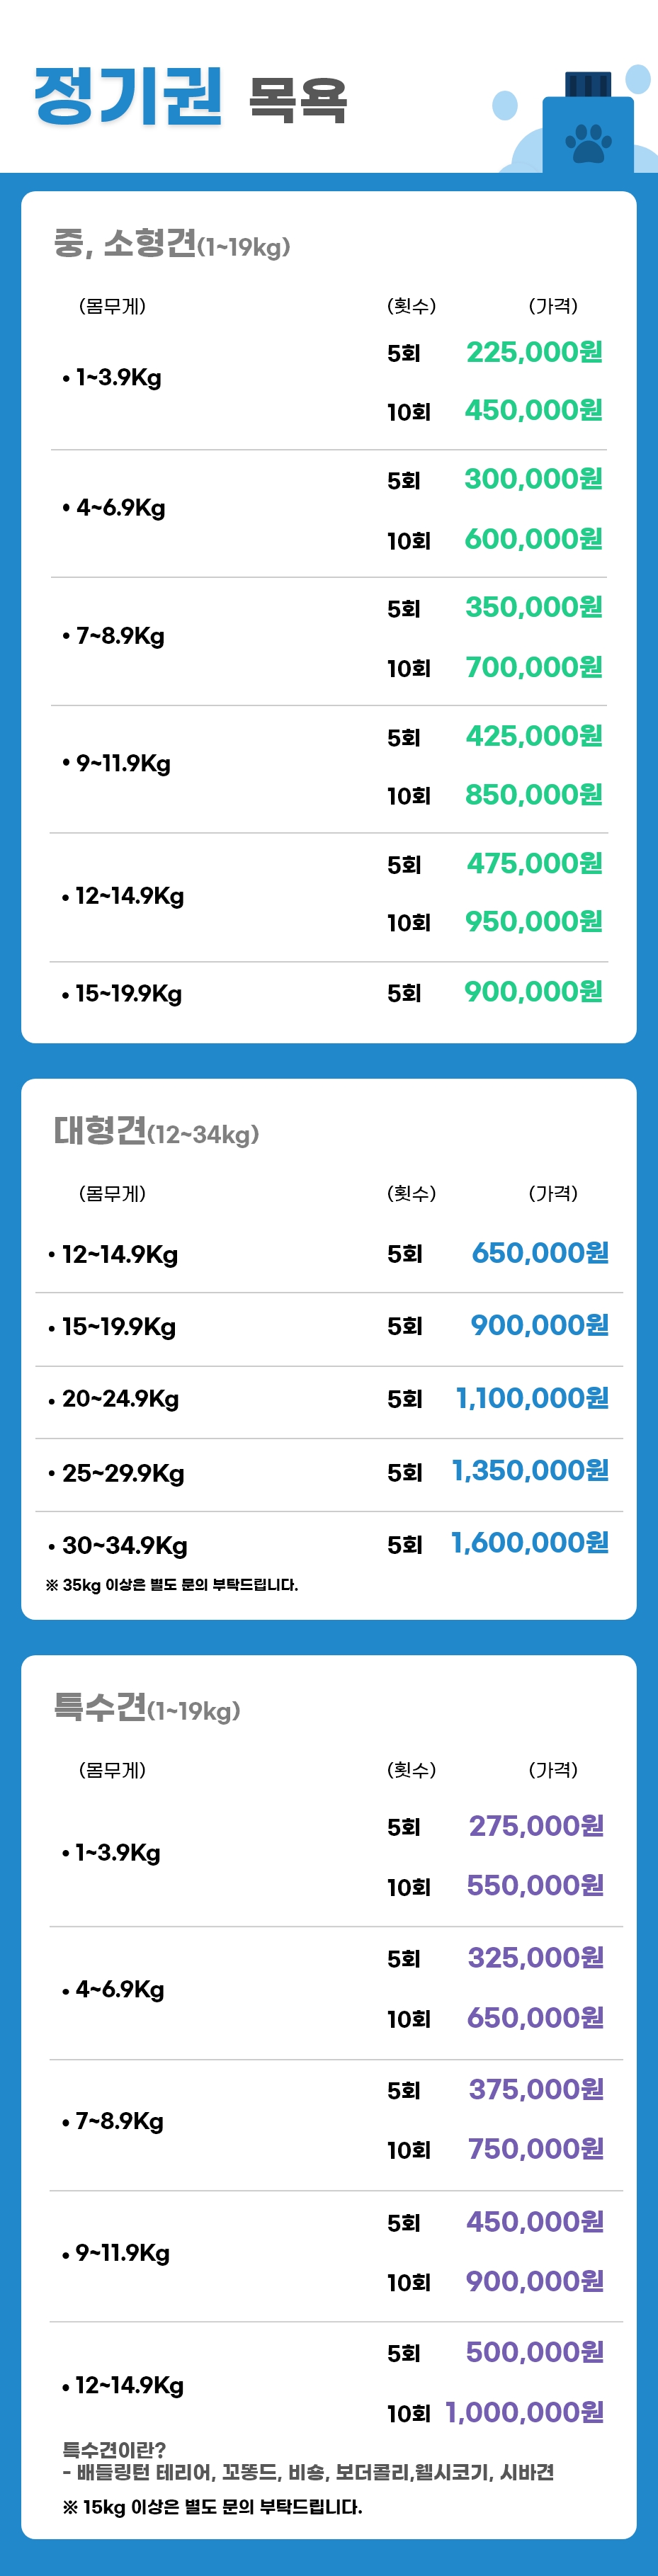 정기권 목욕
중, 소형견(1~19kg)
(몸무게) (횟수) (가격)
5회 225,000원
• 1~3.9Kg
10회 450,000원
5회 300,000원
• 4~6.9Kg
10회 600,000원
5회 350,000원
• 7~8.9Kg
10회 700,000원
5회 425,000원
• 9~11.9Kg
10회 850,000원
5회 475,000원
• 12~14.9Kg
10회 950,000원
• 15~19.9Kg 5회 900,000원
대형견(12~34kg)
(몸무게) (횟수) (가격)
• 12~14.9Kg 5회 650,000원
• 15~19.9Kg 5회 900,000원
• 20~24.9Kg 5회 1,100,000원
• 25~29.9Kg 5회 1,350,000원
• 30~34.9Kg 5회 1,600,000원
※ 35kg 이상은 별도 문의 부탁드립니다.
특수견(1~19kg)
(몸무게) (횟수) (가격)
5회 275,000원
• 1~3.9Kg
10회 550,000원
5회 325,000원
• 4~6.9Kg
10회 650,000원
5회 375,000원
• 7~8.9Kg
10회 750,000원
5회 450,000원
• 9~11.9Kg
10회 900,000원
5회 500,000원
• 12~14.9Kg
10회 1,000,000원
특수견이란?
- 배들링턴 테리어, 꼬똥드, 비숑, 보더콜리,웰시코기, 시바견
※ 15kg 이상은 별도 문의 부탁드립니다.